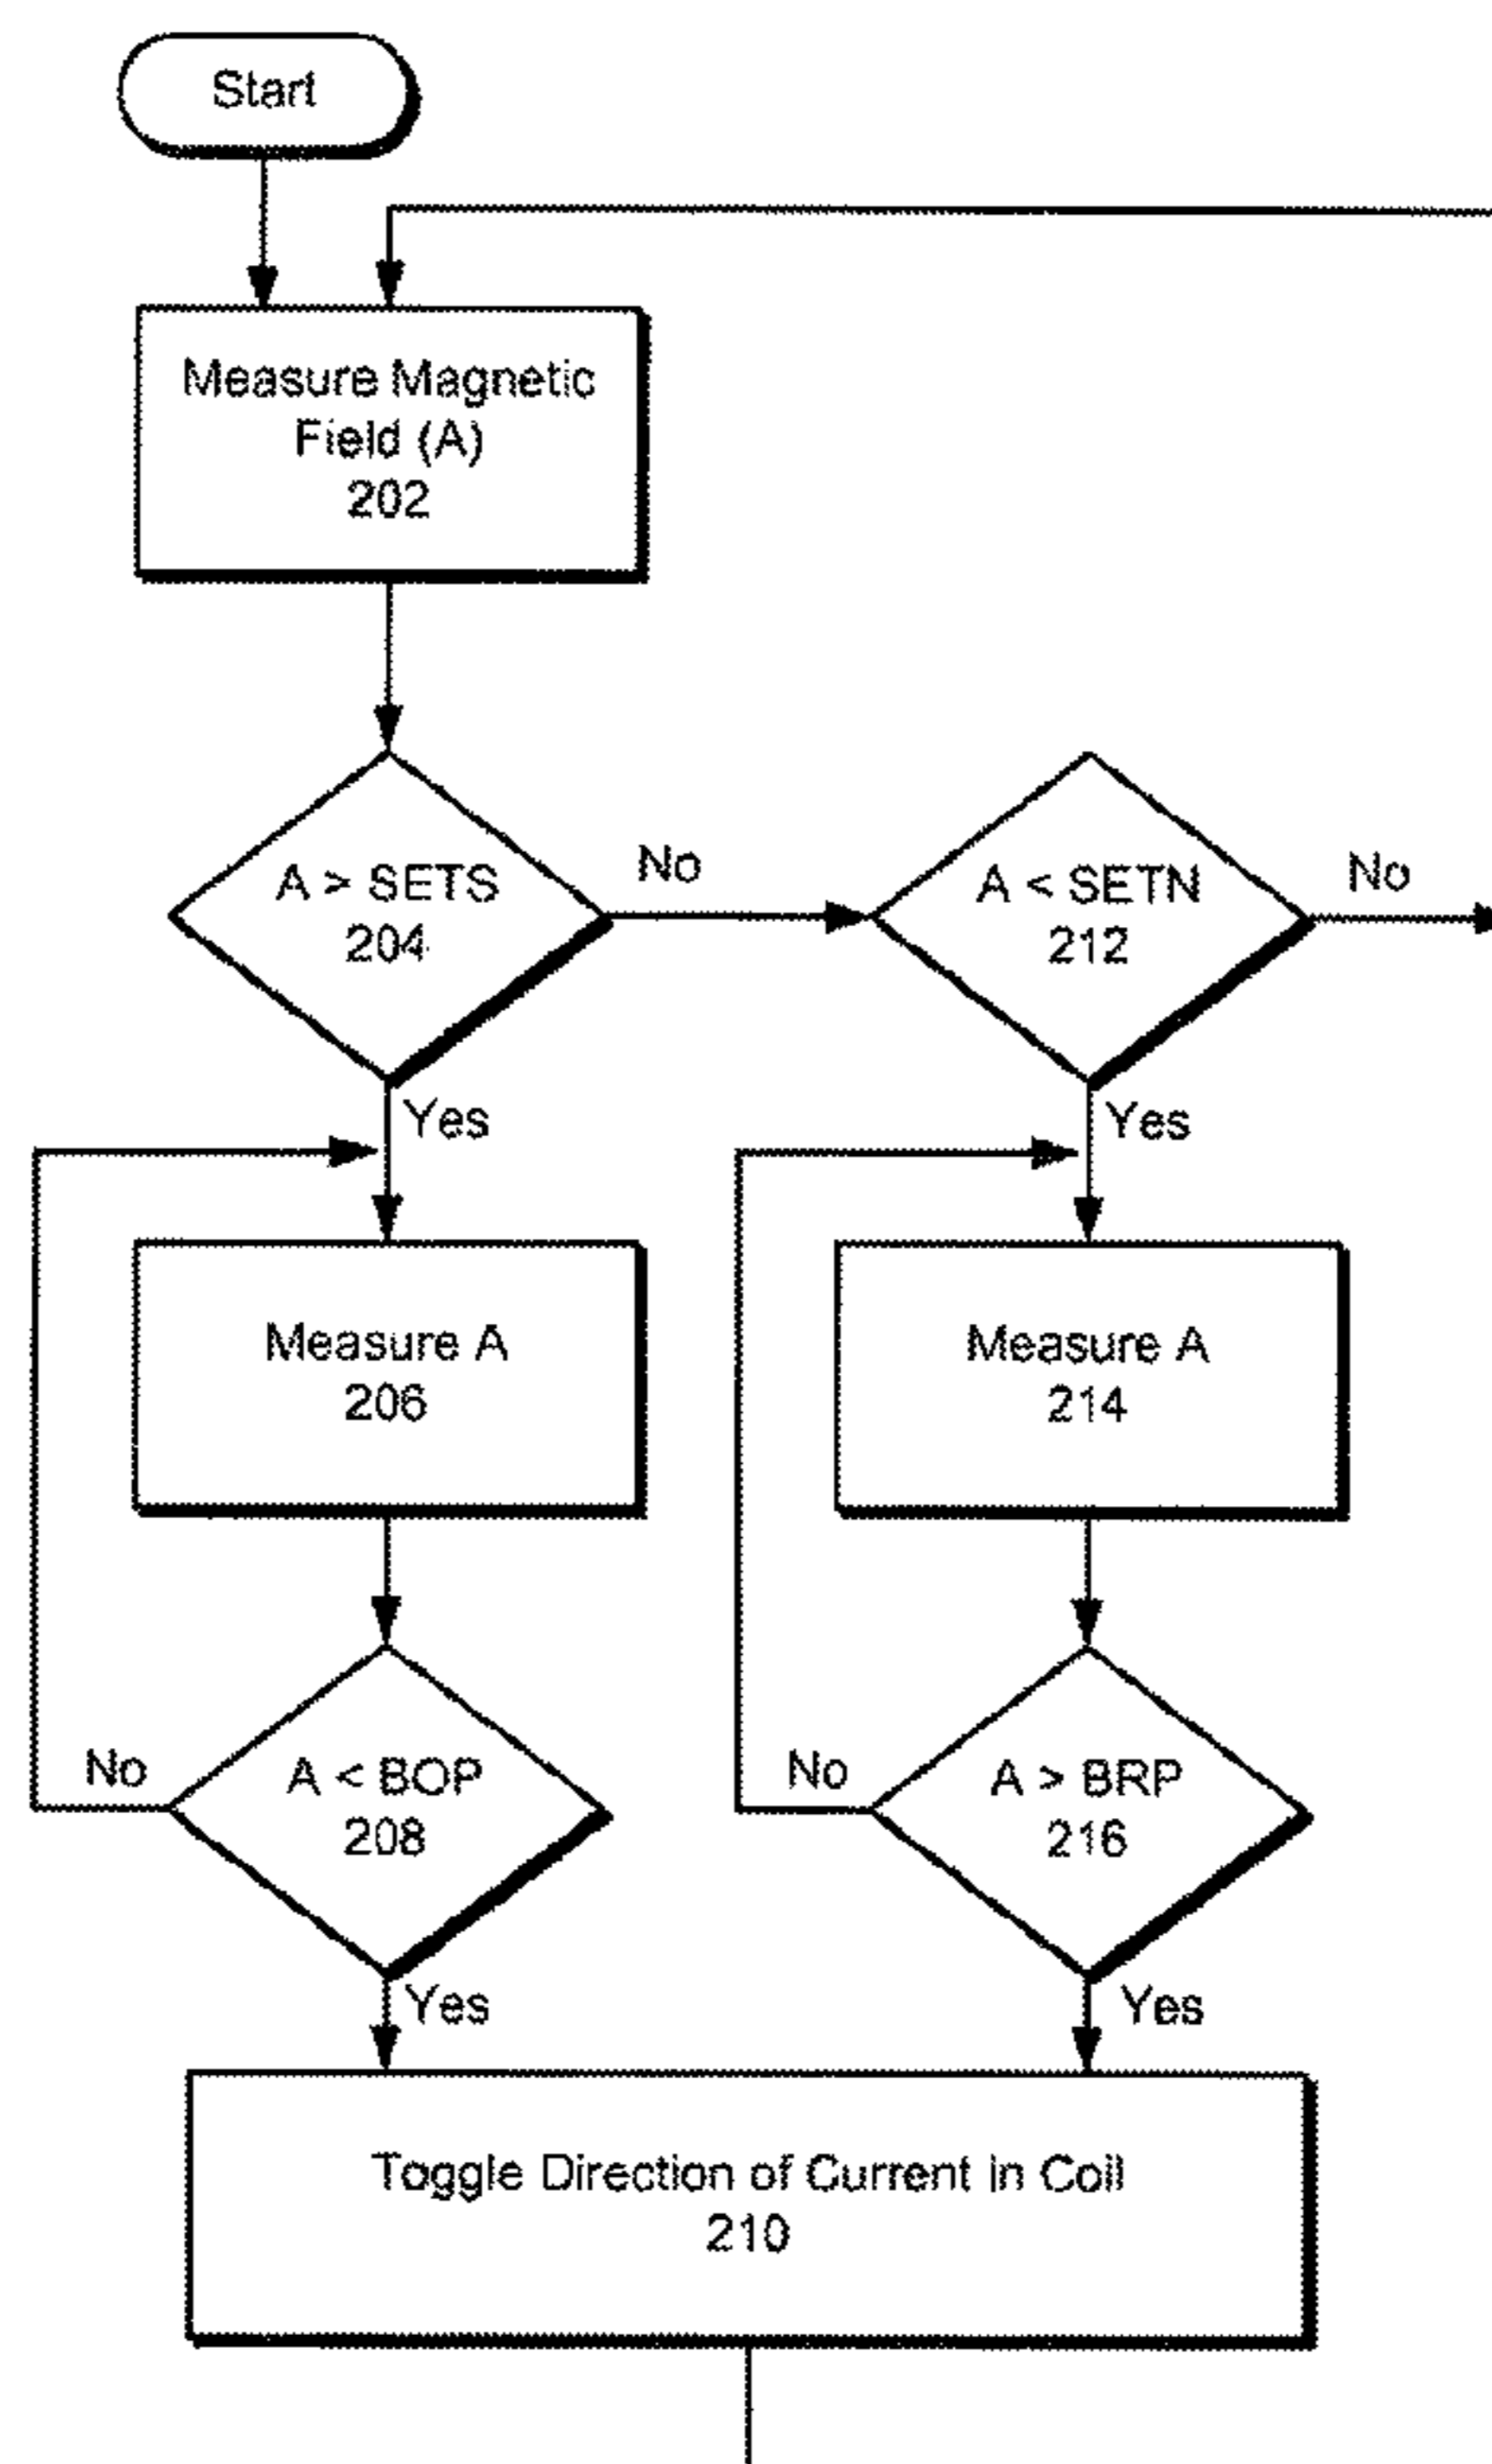 Start
Measure Magnetic
Field (A)
202
A > SETS
204
No
A < SETN
212
No
Yes
Yes
Measure A
206
Measure A
214
No
A < BOP
208
No
A > BRP
216
Yes
Yes
Toggle Direction of Current in Coil
210